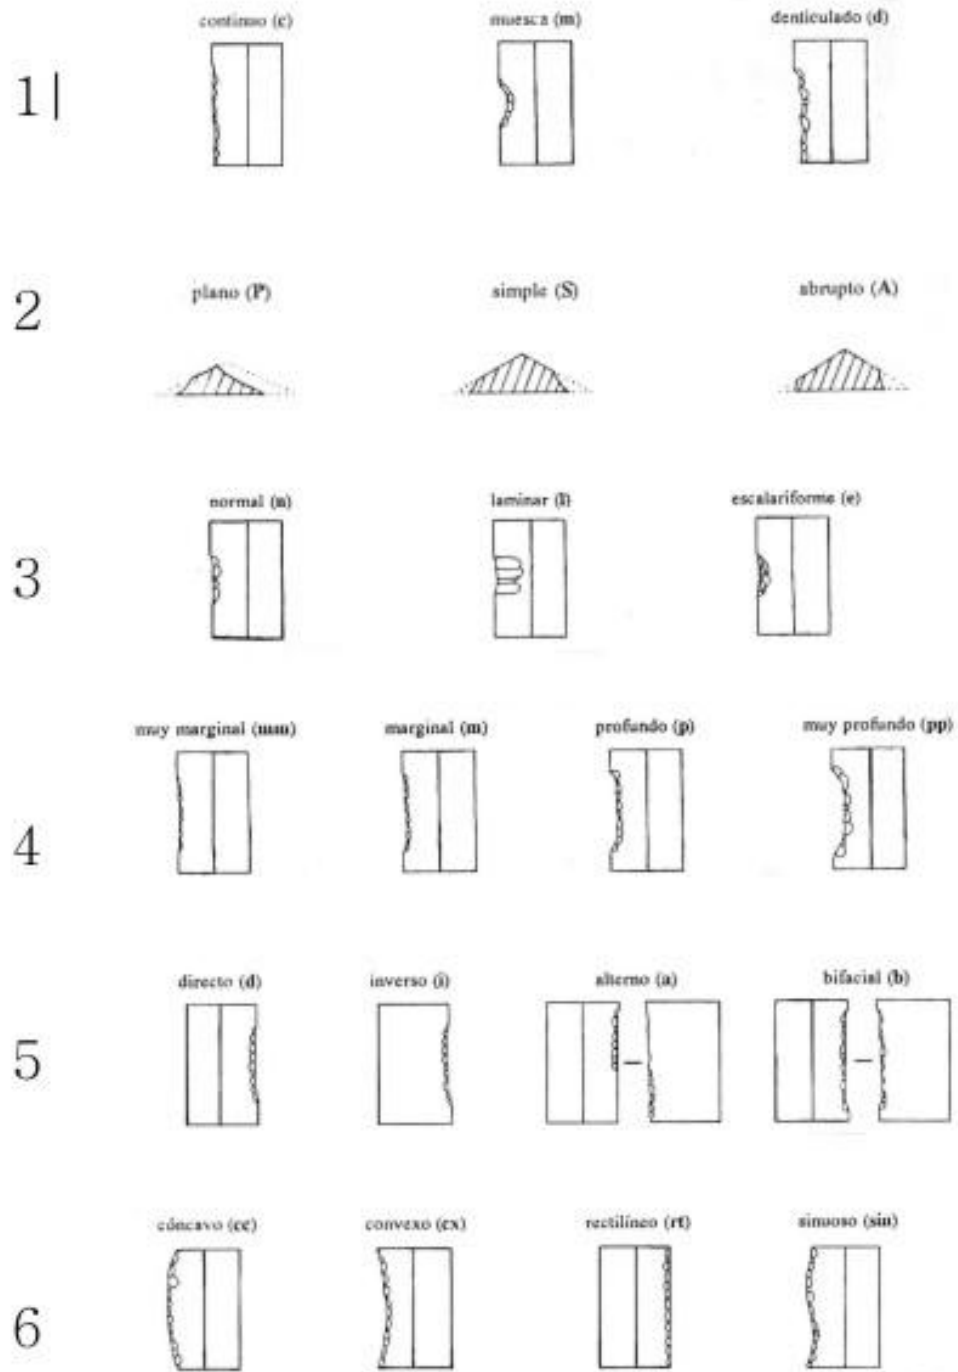 continuo (c) muesca (m) denticulado (d)
1|
plano (P) simple (S) abrupto (A)
2
normal (n) laminar (l) escalariforme (e)
3
muy marginal (mm) marginal (m) profundo (p) muy profundo (pp)
4
directo (d) inverso (i) alterno (a) bifacial (b)
5
cóncavo (cc) convexo (cx) rectilíneo (rt) sinuoso (sin)
6